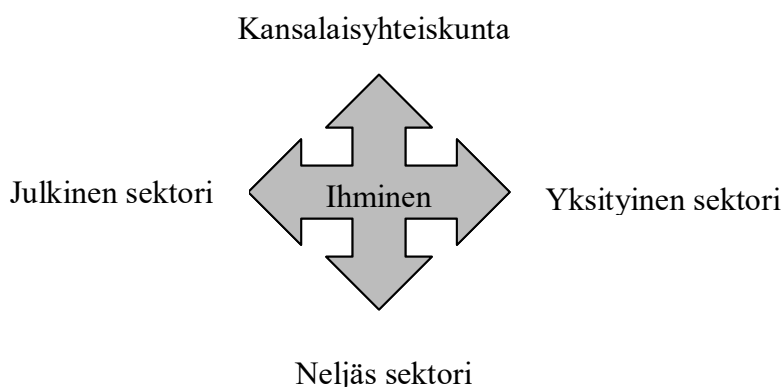 Kansalaisyhteiskunta
Julkinen sektori
Ihminen
Yksityinen sektori
Neljäs sektori